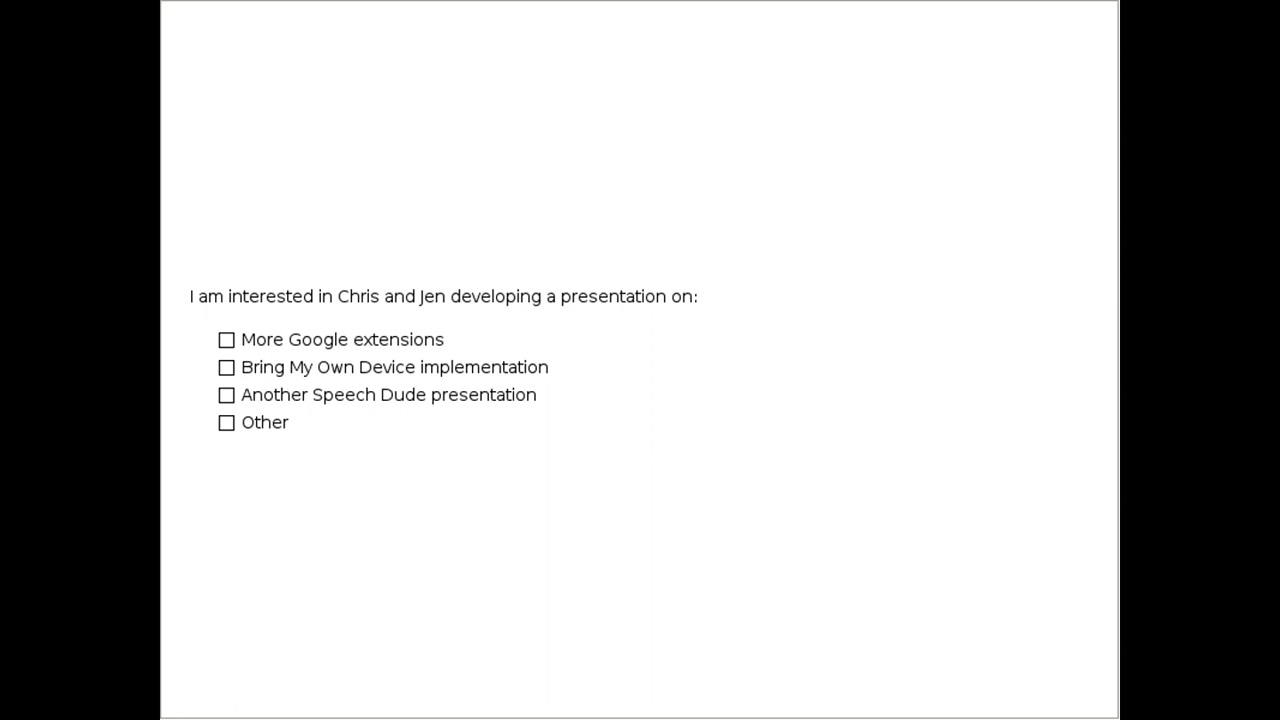 I am interested in Chris and Jen developing a presentation on:
More Google extensions
Bring My Own Device implementation
Another Speech Dude presentation
Other